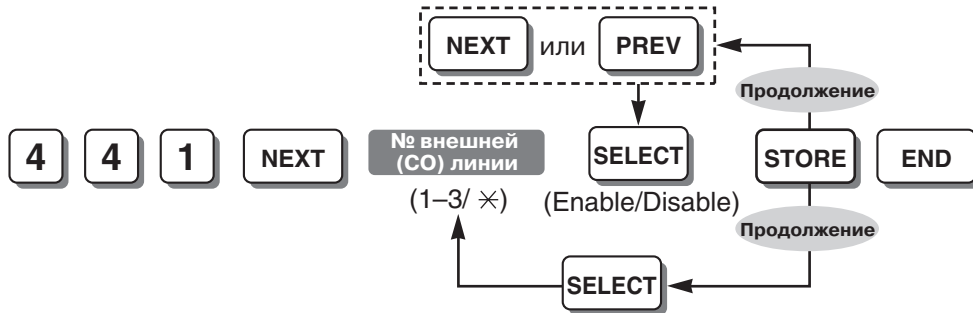 NEXT или PREV
Продолжение
4 4 1 NEXT № внешней (СО) линии SELECT STORE END
(1–3/ ✳) (Enable/Disable)
Продолжение
SELECT